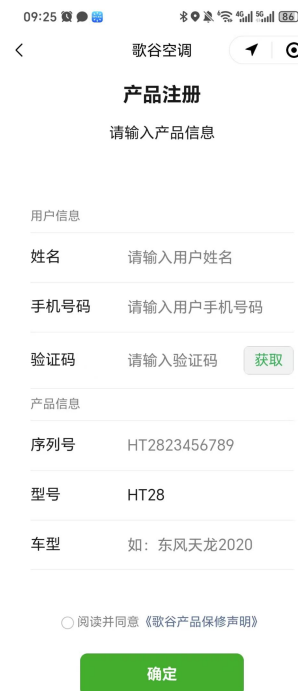 09:25 4G 5G 86
歌谷空调
产品注册
请输入产品信息
用户信息
姓名 请输入用户姓名
手机号码 请输入用户手机号码
验证码 请输入验证码 获取
产品信息
序列号 HT2823456789
型号 HT28
车型 如：东风天龙2020
阅读并同意《歌谷产品保修声明》
确定